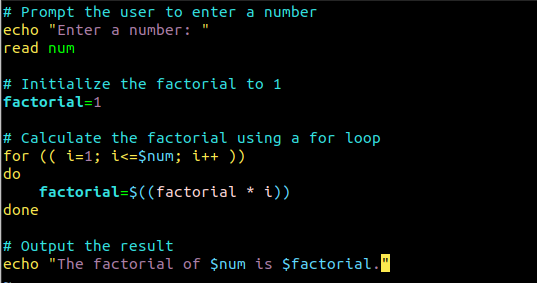 # Prompt the user to enter a number
echo "Enter a number: "
read num

# Initialize the factorial to 1
factorial=1

# Calculate the factorial using a for loop
for (( i=1; i<=$num; i++ ))
do
    factorial=$((factorial * i))
done

# Output the result
echo "The factorial of $num is $factorial."
~